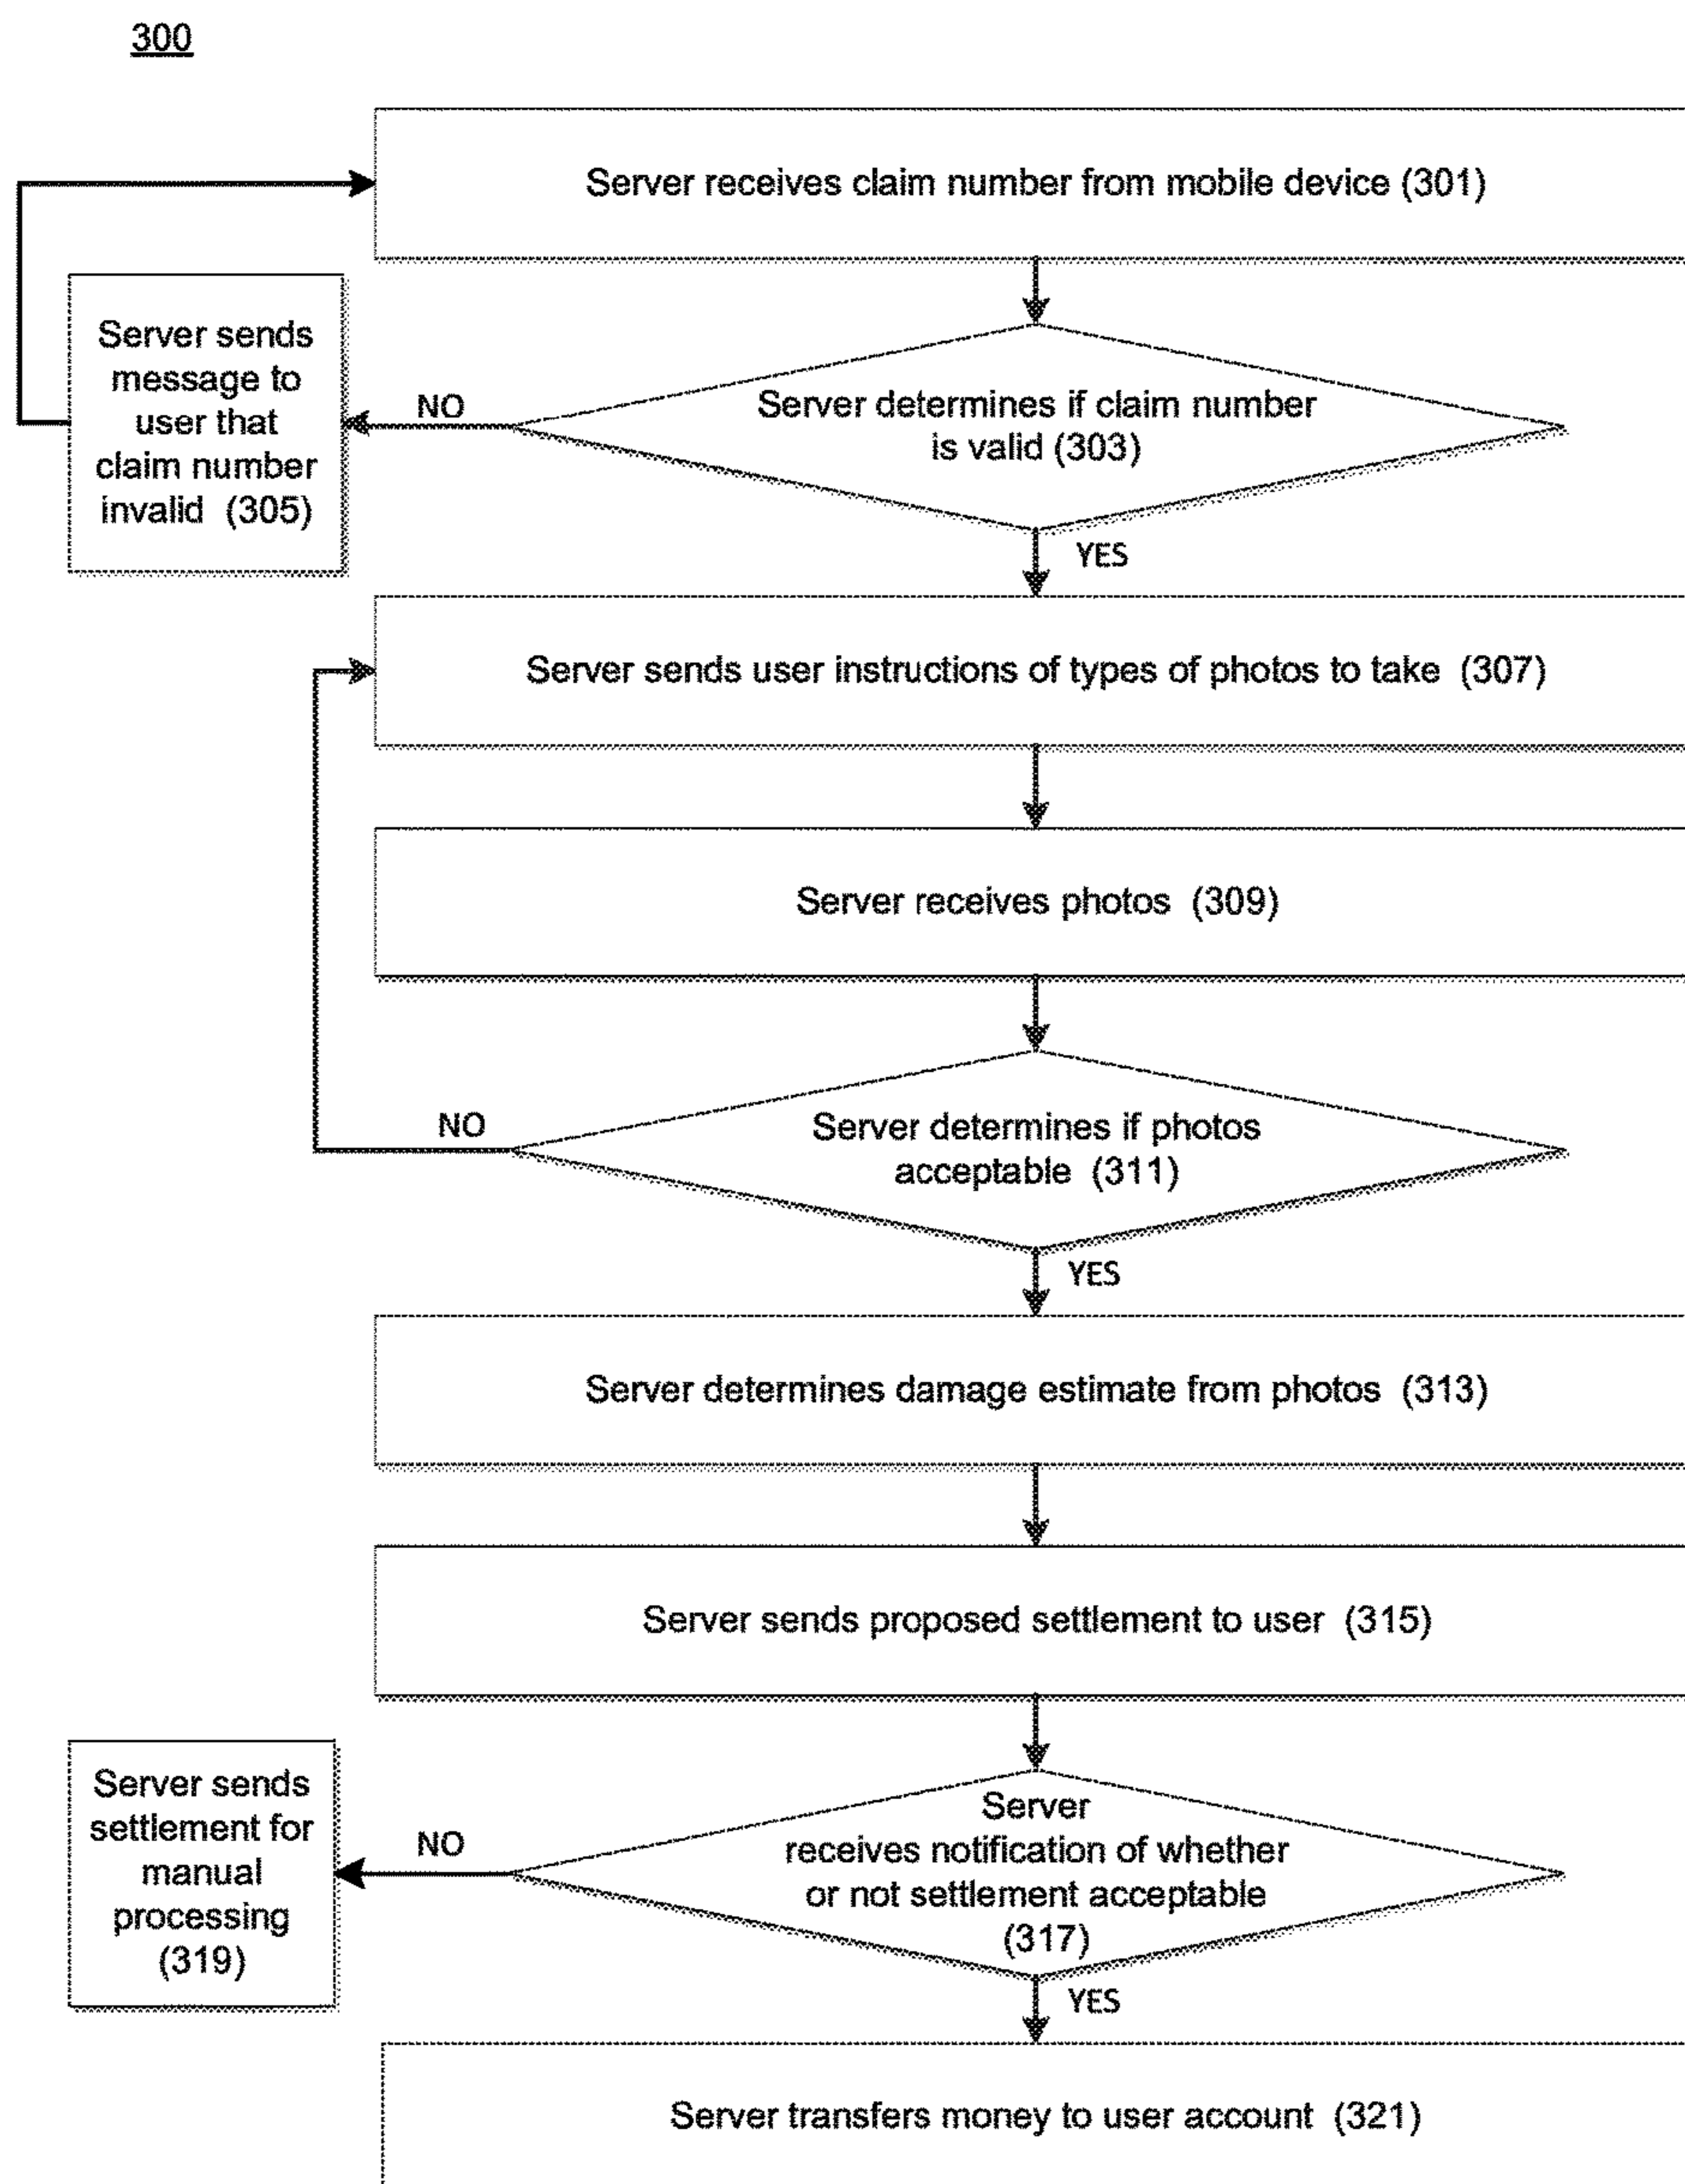 300
Server receives claim number from mobile device (301)
Server sends
message to
user that
claim number
invalid (305)
NO
Server determines if claim number
is valid (303)
YES
Server sends user instructions of types of photos to take (307)
Server receives photos (309)
NO
Server determines if photos
acceptable (311)
YES
Server determines damage estimate from photos (313)
Server sends proposed settlement to user (315)
Server sends
settlement for
manual
processing
(319)
NO
Server
receives notification of whether
or not settlement acceptable
(317)
YES
Server transfers money to user account (321)